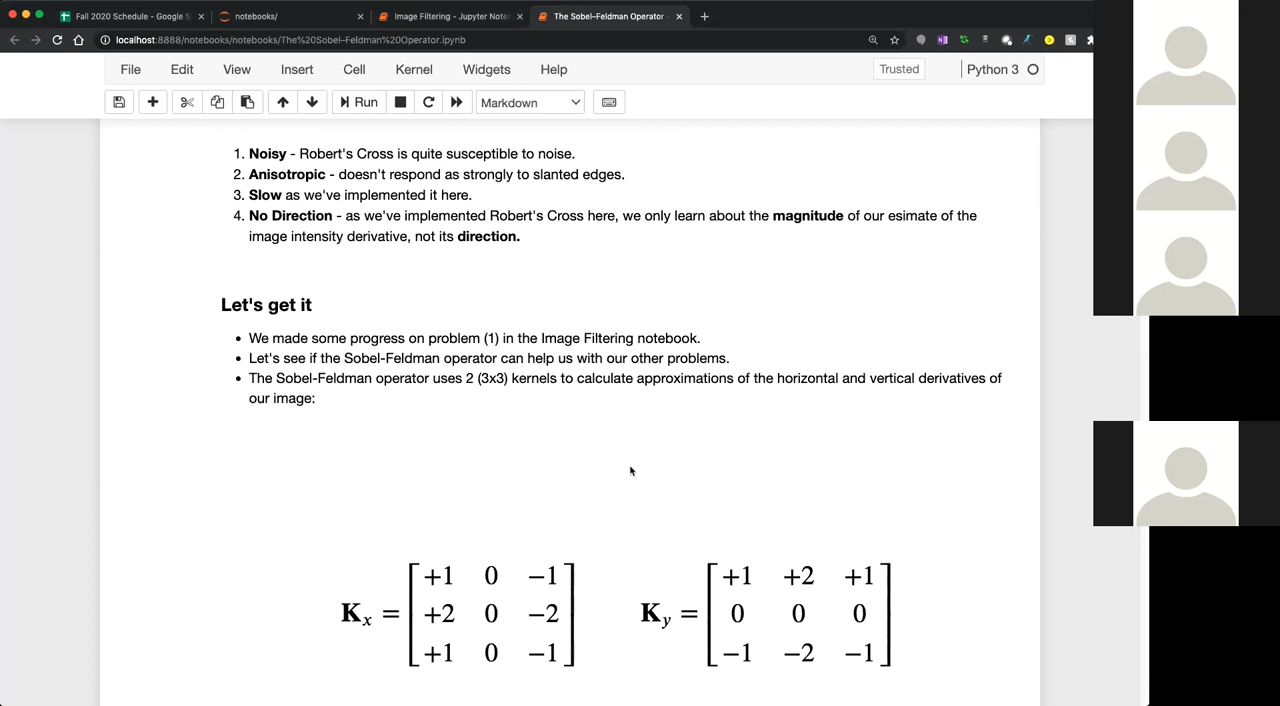 Fall 2020 Schedule - Google S
notebooks/
Image Filtering - Jupyter Note
The Sobel–Feldman Operator -
localhost:8888/notebooks/notebooks/The%20Sobel–Feldman%20Operator.ipynb
File Edit View Insert Cell Kernel Widgets Help Trusted Python 3
Run Markdown
1. Noisy - Robert's Cross is quite susceptible to noise.
2. Anisotropic - doesn't respond as strongly to slanted edges.
3. Slow as we've implemented it here.
4. No Direction - as we've implemented Robert's Cross here, we only learn about the magnitude of our esimate of the
image intensity derivative, not its direction.
Let's get it
• We made some progress on problem (1) in the Image Filtering notebook.
• Let's see if the Sobel-Feldman operator can help us with our other problems.
• The Sobel-Feldman operator uses 2 (3x3) kernels to calculate approximations of the horizontal and vertical derivatives of
our image:
+1 0 −1 +1 +2 +1
Kx = +2 0 −2 Ky = 0 0 0
+1 0 −1 −1 −2 −1